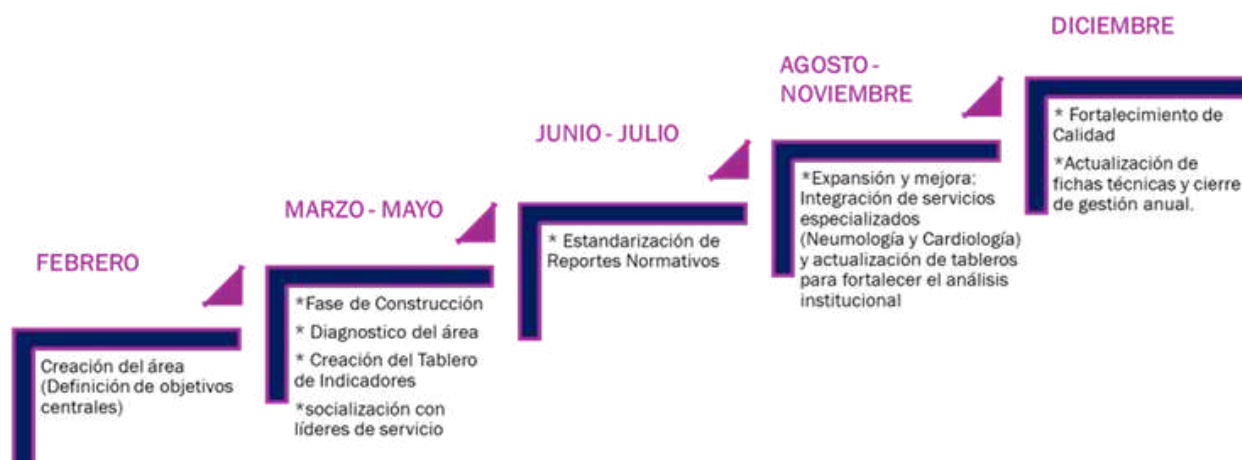 FEBRERO
Creación del área
(Definición de objetivos
centrales)
MARZO - MAYO
*Fase de Construcción
* Diagnostico del área
* Creación del Tablero
de Indicadores
*socialización con
líderes de servicio
JUNIO - JULIO
* Estandarización de
Reportes Normativos
AGOSTO -
NOVIEMBRE
*Expansión y mejora:
Integración de servicios
especializados
(Neumología y Cardiología)
y actualización de tableros
para fortalecer el análisis
institucional
DICIEMBRE
* Fortalecimiento de
Calidad
*Actualización de
fichas técnicas y cierre
de gestión anual.